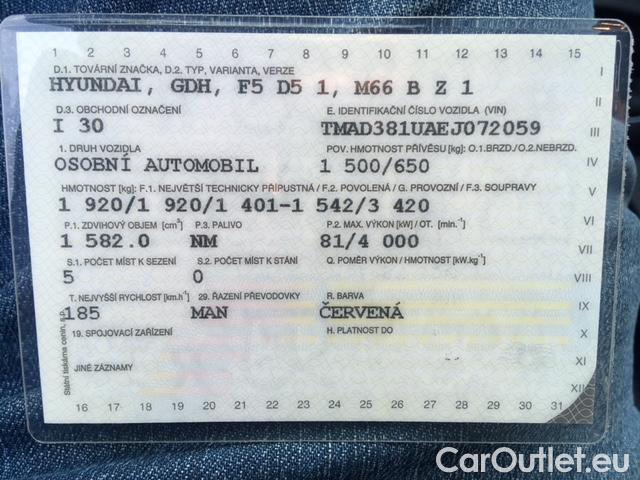 1 2 3 4 5 6 7 8 9 10 11 12 13 14 15
D.1. TOVÁRNÍ ZNAČKA, D.2. TYP, VARIANTA, VERZE
HYUNDAI, GDH, F5 D5 1, M66 B Z 1
D.3. OBCHODNÍ OZNAČENÍ E. IDENTIFIKAČNÍ ČÍSLO VOZIDLA (VIN)
I 30 TMAD381UAEJ072059
1. DRUH VOZIDLA POV. HMOTNOST PŘÍVĚSU [kg]: O.1.BRZD./O.2.NEBRZD.
OSOBNÍ AUTOMOBIL 1 500/650
HMOTNOST [kg]: F.1. NEJVĚTŠÍ TECHNICKY PŘÍPUSTNÁ / F.2. POVOLENÁ / G. PROVOZNÍ / F.3. SOUPRAVY
1 920/1 920/1 401-1 542/3 420
P.1. ZDVIHOVÝ OBJEM [cm³] P.3. PALIVO P.2. MAX. VÝKON [kW] / OT. [min.⁻¹]
1 582.0 NM 81/4 000
S.1. POČET MÍST K SEZENÍ S.2. POČET MÍST K STÁNÍ Q. POMĚR VÝKON / HMOTNOST [kW.kg⁻¹]
5 0
T. NEJVYŠŠÍ RYCHLOST [km.h⁻¹] 29. ŘAZENÍ PŘEVODOVKY R. BARVA
185 MAN ČERVENÁ
19. SPOJOVACÍ ZAŘÍZENÍ H. PLATNOST DO
JINÉ ZÁZNAMY
Státní tiskárna cenin, s.p.
I
II
III
IV
V
VI
VII
VIII
IX
X
XI
XII
16 17 18 19 20 21 22 23 24 25 26 27 28 29 30 31
CarOutlet.eu